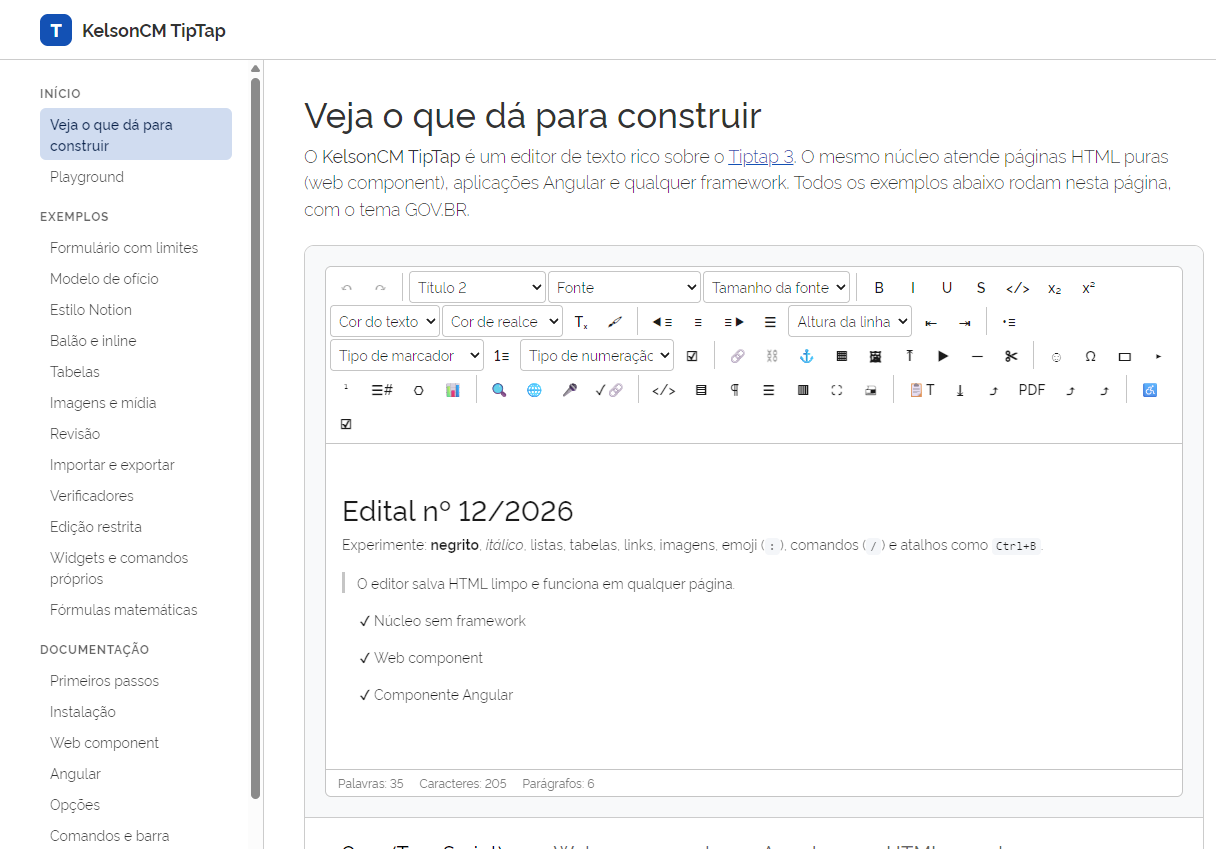 T KelsonCM TipTap
INÍCIO
Veja o que dá para
construir
Playground
EXEMPLOS
Formulário com limites
Modelo de ofício
Estilo Notion
Balão e inline
Tabelas
Imagens e mídia
Revisão
Importar e exportar
Verificadores
Edição restrita
Widgets e comandos
próprios
Fórmulas matemáticas
DOCUMENTAÇÃO
Primeiros passos
Instalação
Web component
Angular
Opções
Comandos e barra
Veja o que dá para construir
O KelsonCM TipTap é um editor de texto rico sobre o Tiptap 3. O mesmo núcleo atende páginas HTML puras
(web component), aplicações Angular e qualquer framework. Todos os exemplos abaixo rodam nesta página,
com o tema GOV.BR.
Título 2 Fonte Tamanho da fonte B I U S </> x₂ x²
Cor do texto Cor de realce Tx Altura da linha
Tipo de marcador 1≡ Tipo de numeração Ω
1 ≡# </> ¶ T PDF
Edital nº 12/2026
Experimente: negrito, itálico, listas, tabelas, links, imagens, emoji ( : ), comandos ( / ) e atalhos como Ctrl+B .
O editor salva HTML limpo e funciona em qualquer página.
✓ Núcleo sem framework
✓ Web component
✓ Componente Angular
Palavras: 35 Caracteres: 205 Parágrafos: 6